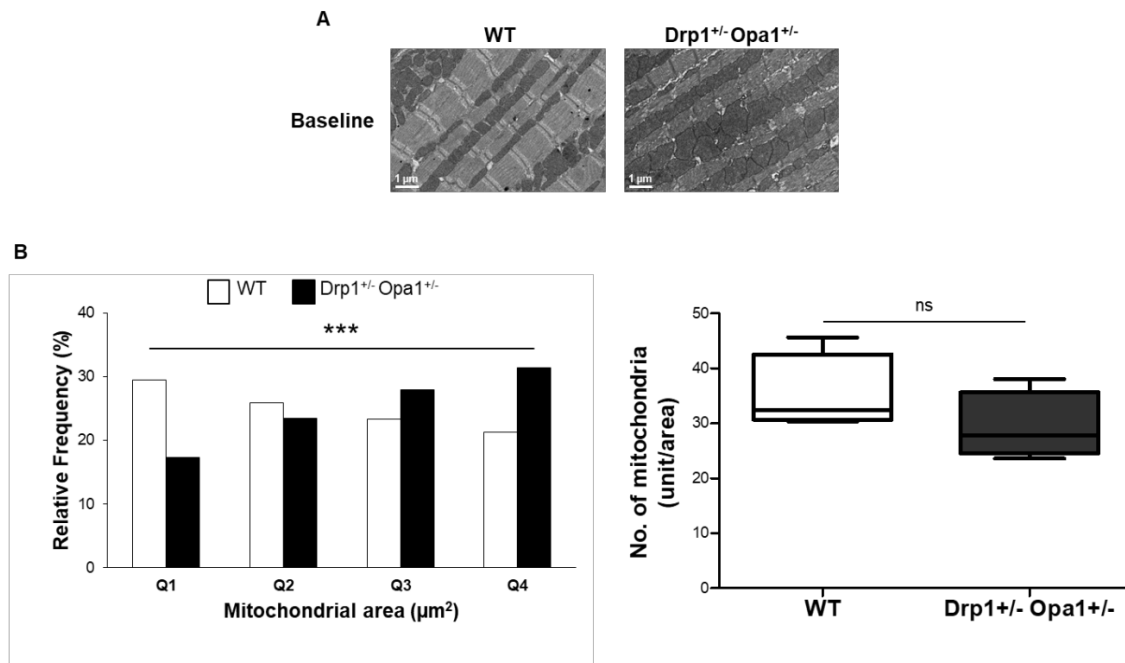 A
WT
Drp1+/- Opa1+/-
Baseline
1 µm
1 µm
B
WT
Drp1+/- Opa1+/-
***
Relative Frequency (%)
40
30
20
10
0
Q1
Q2
Q3
Q4
Mitochondrial area (µm²)
ns
No. of mitochondria
(unit/area)
50
40
30
20
10
0
WT
Drp1+/- Opa1+/-